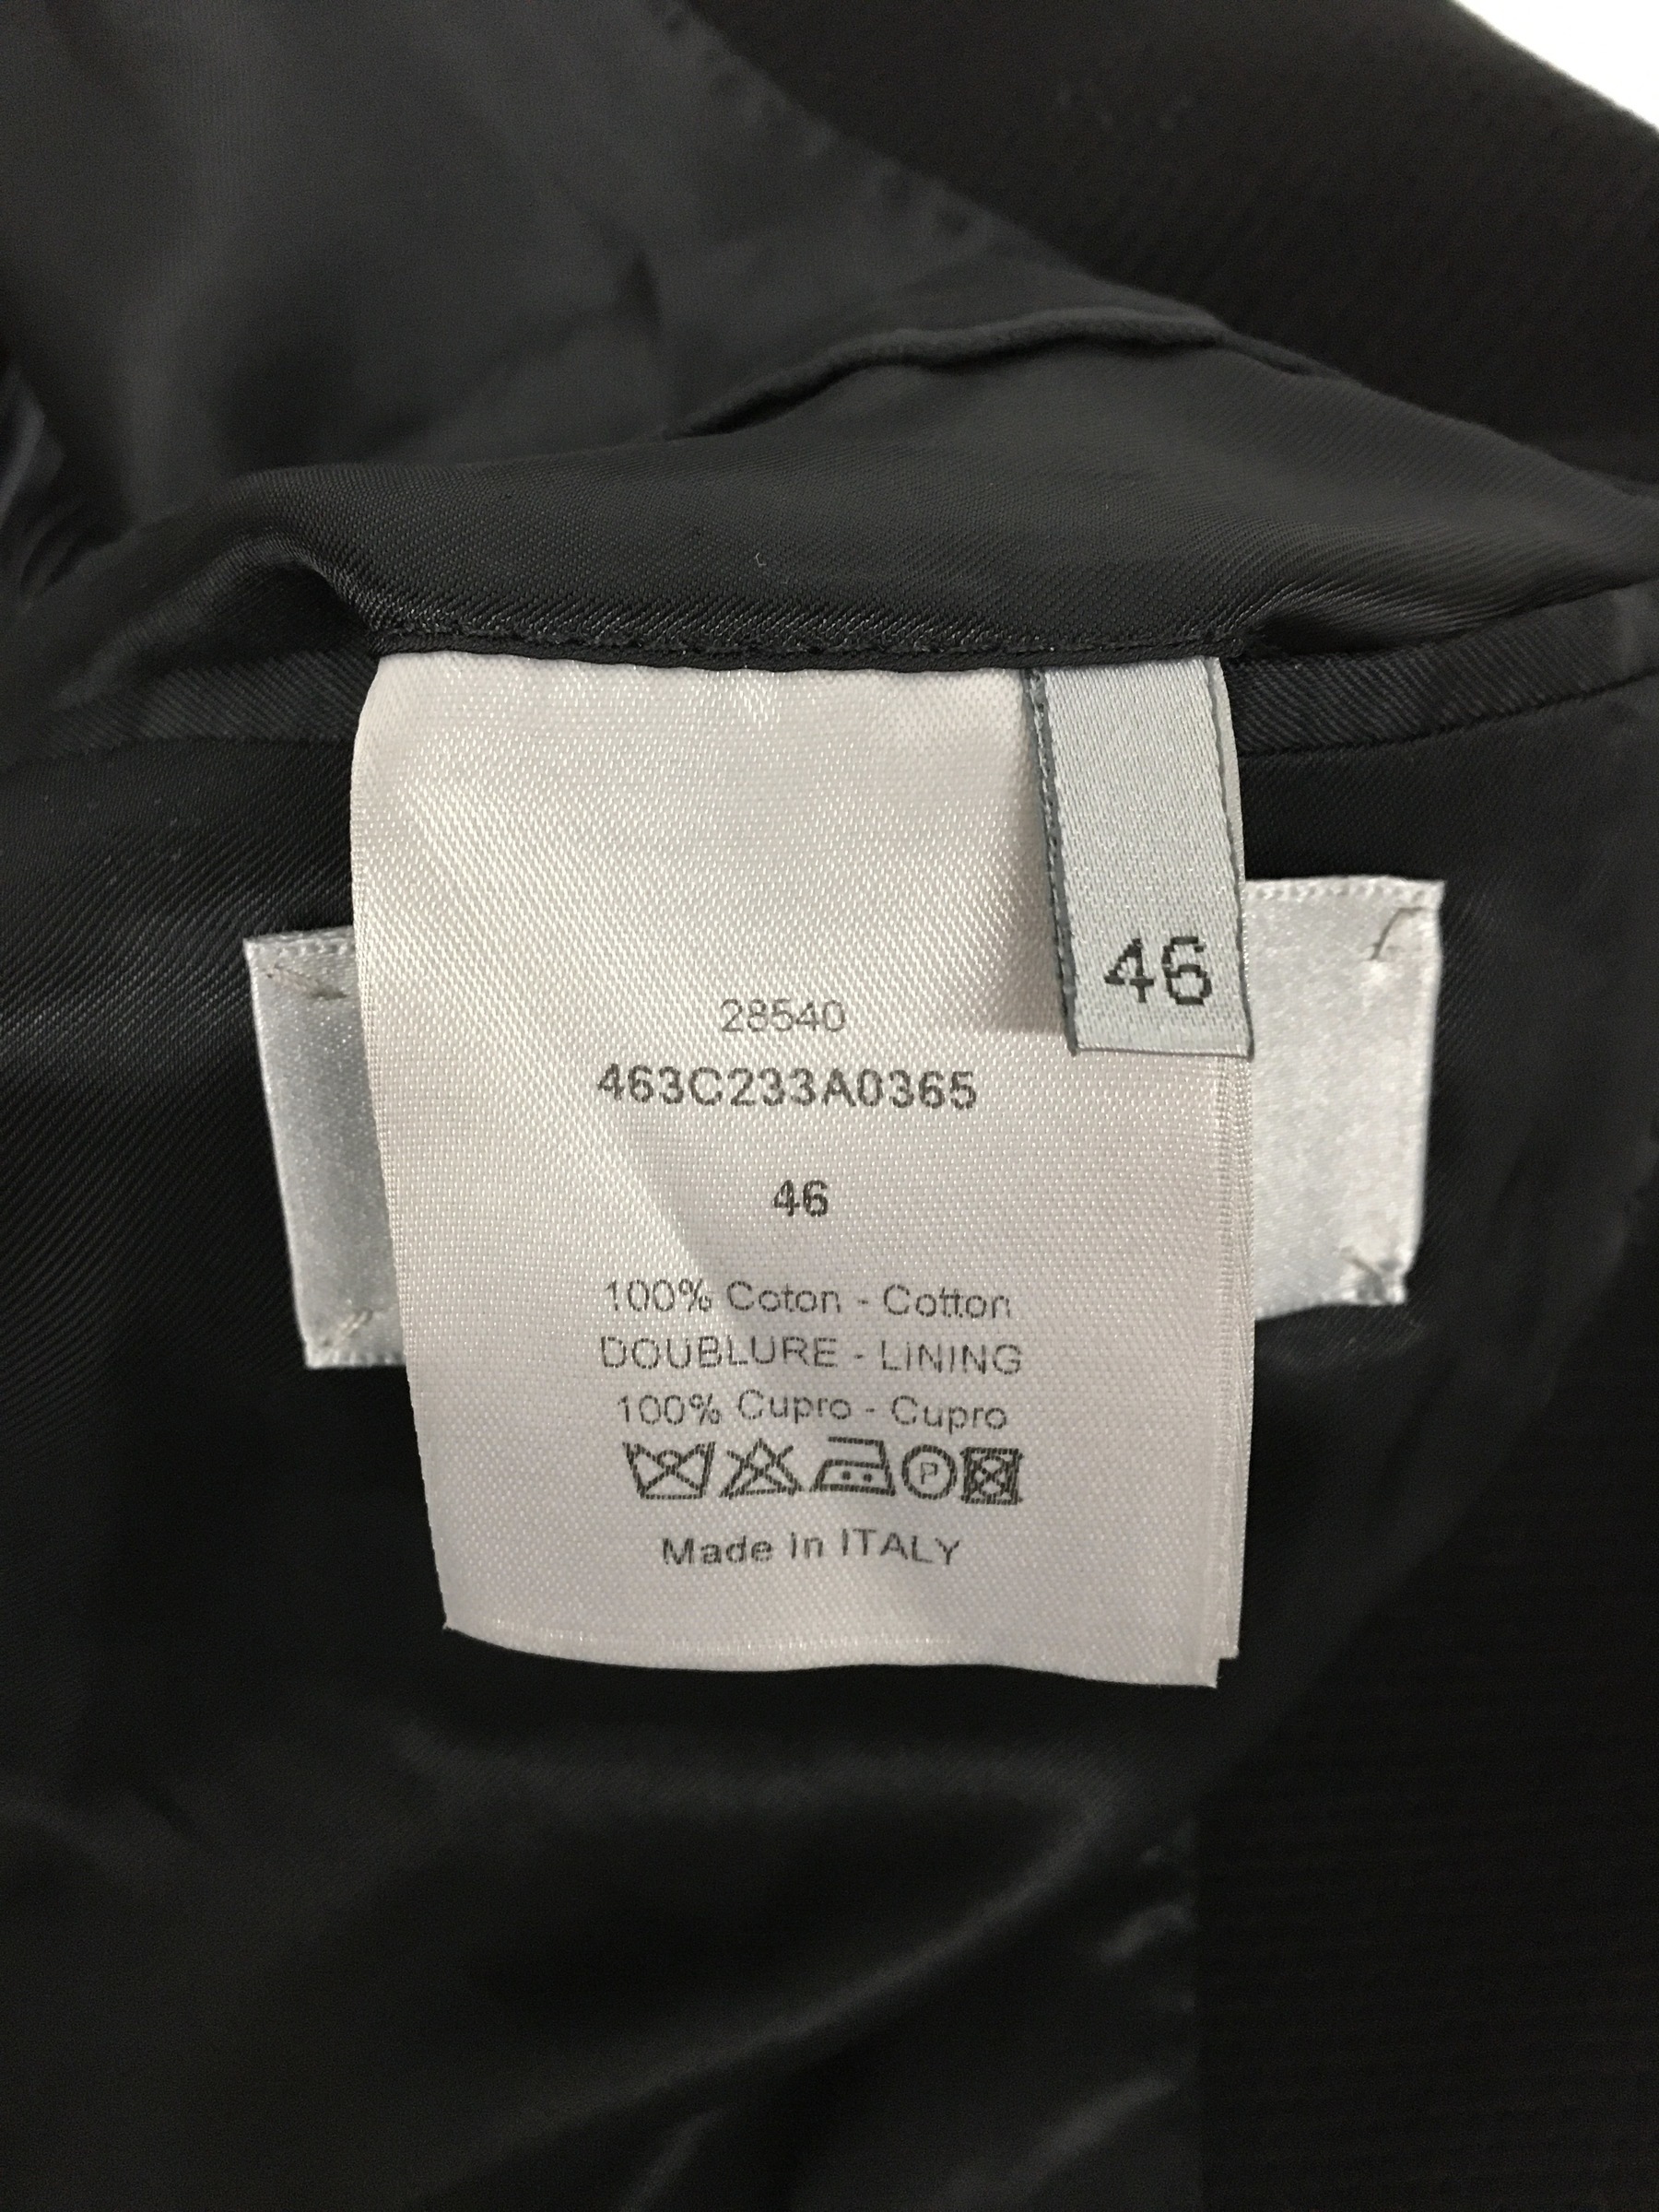 46
28540
463C233A0365
46
100% Coton - Cotton
DOUBLURE - LiNiNG
100% Cupro - Cupro
P
Made in ITALY